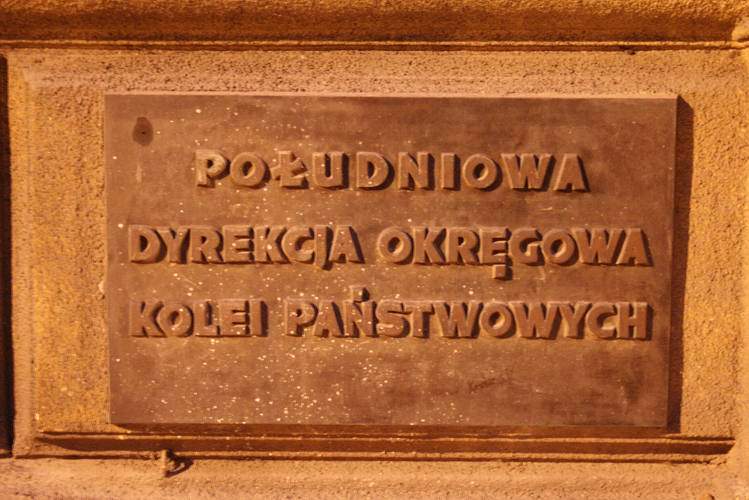 POŁUDNIOWA
DYREKCJA OKRĘGOWA
KOLEI PAŃSTWOWYCH